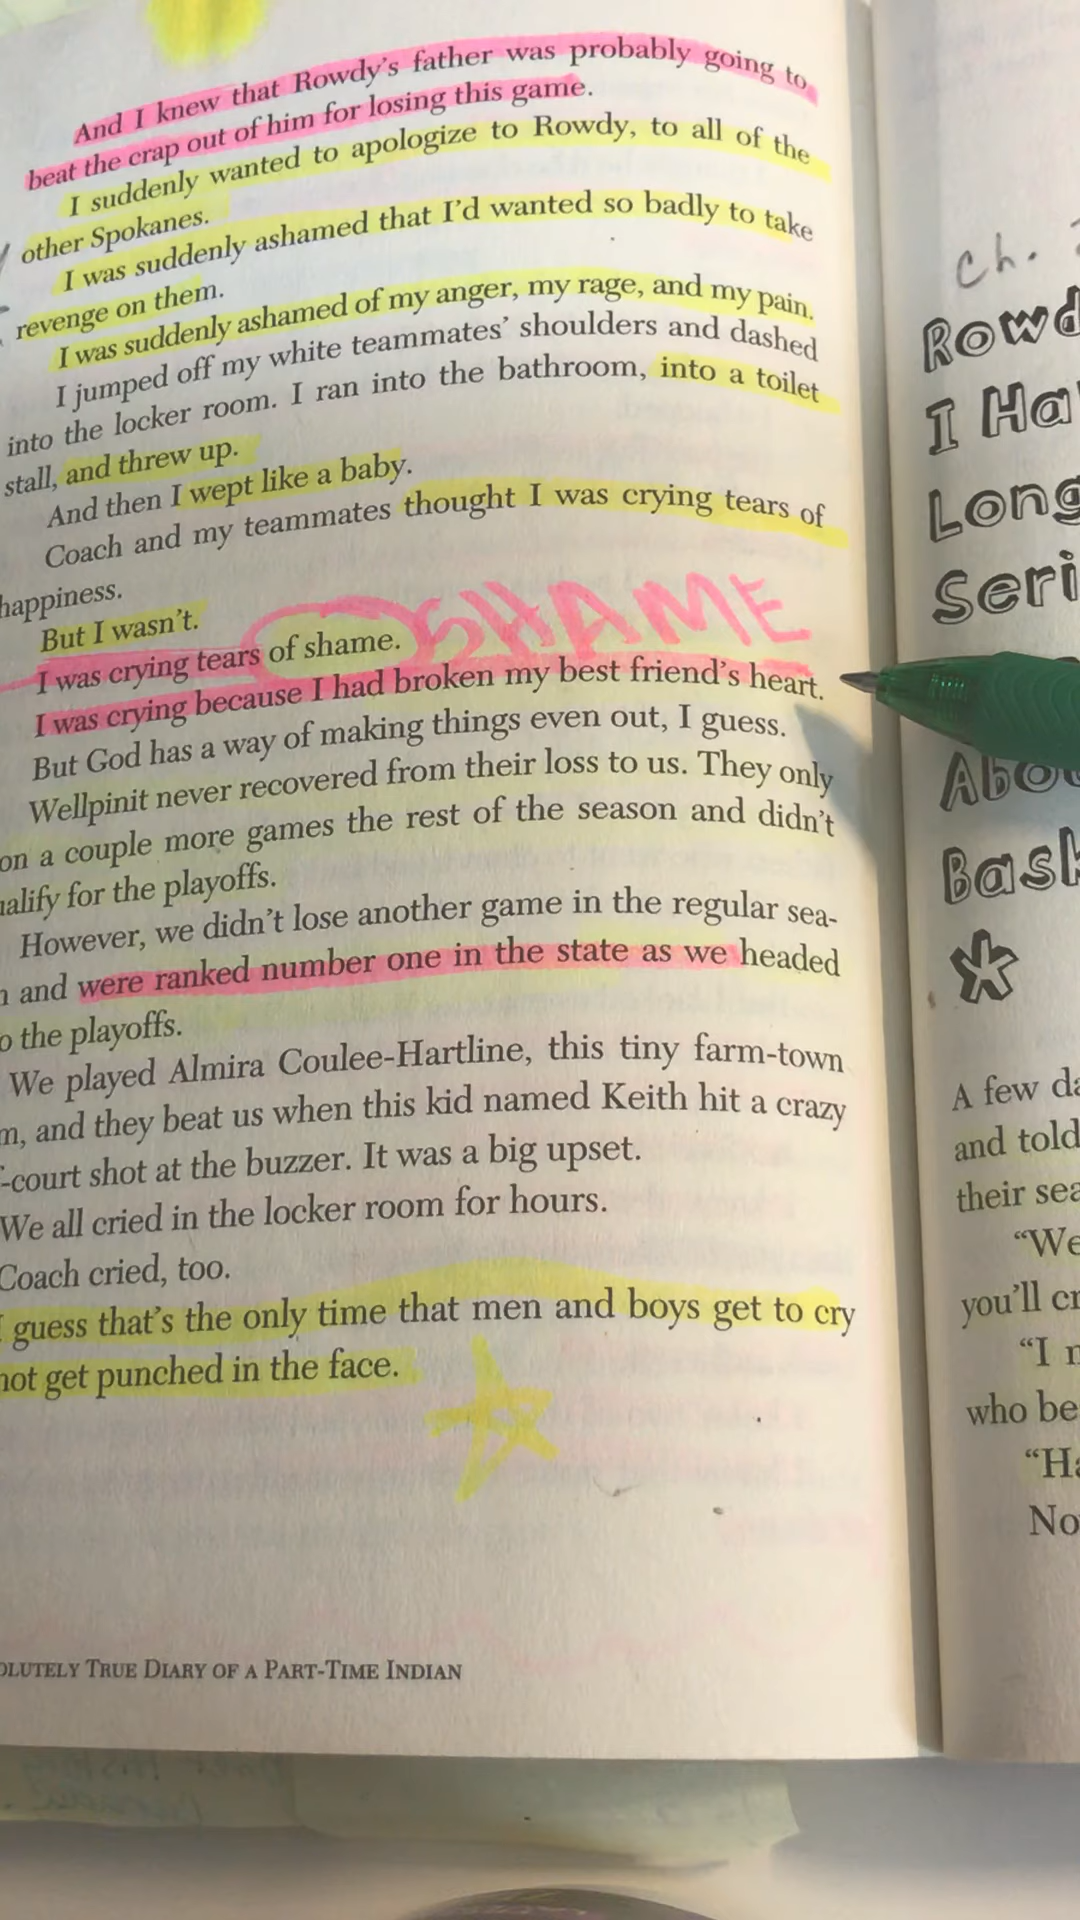 And I knew that Rowdy's father was probably going to
beat the crap out of him for losing this game.
I suddenly wanted to apologize to Rowdy, to all of the
other Spokanes.
I was suddenly ashamed that I'd wanted so badly to take
revenge on them.
I was suddenly ashamed of my anger, my rage, and my pain.
I jumped off my white teammates' shoulders and dashed
into the locker room. I ran into the bathroom, into a toilet
stall, and threw up.
And then I wept like a baby.
Coach and my teammates thought I was crying tears of
happiness.
But I wasn't.
SHAME
I was crying tears of shame.
I was crying because I had broken my best friend's heart.
But God has a way of making things even out, I guess.
Wellpinit never recovered from their loss to us. They only
on a couple more games the rest of the season and didn't
ualify for the playoffs.
However, we didn't lose another game in the regular sea-
n and were ranked number one in the state as we headed
o the playoffs.
We played Almira Coulee-Hartline, this tiny farm-town
m, and they beat us when this kid named Keith hit a crazy
-court shot at the buzzer. It was a big upset.
We all cried in the locker room for hours.
Coach cried, too.
I guess that's the only time that men and boys get to cry
not get punched in the face.
OLUTELY TRUE DIARY OF A PART-TIME INDIAN
ch.
Rowd
I Ha
Long
Seri
Abou
Bask
A few da
and told
their sea
"We
you'll cr
"I n
who be
"Ha
No